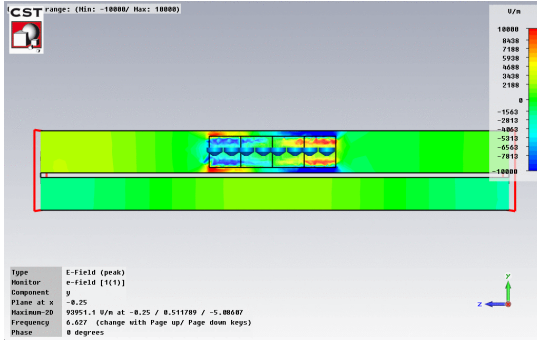 CST
range: (Min: -10000/ Max: 10000)
V/m
10000
8438
7188
5938
4688
3438
2188
0
-1563
-2813
-4063
-5313
-6563
-7813
-10000
y
z
Type E-Field (peak)
Monitor e-field [1(1)]
Component y
Plane at x -0.25
Maximum-2D 93951.1 V/m at -0.25 / 0.511789 / -5.08607
Frequency 6.627 (change with Page up/ Page down keys)
Phase 0 degrees